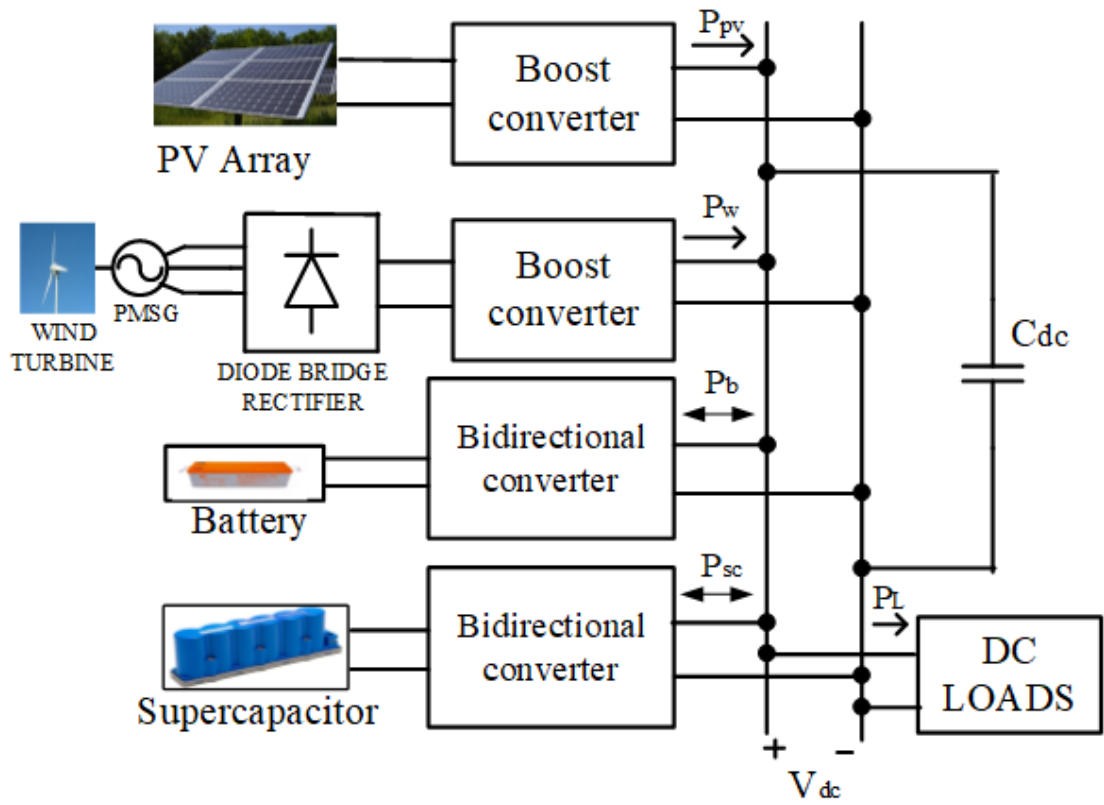 PV Array
Boost
converter
Ppv
WIND
TURBINE
PMSG
DIODE BRIDGE
RECTIFIER
Boost
converter
Pw
Cdc
Battery
Bidirectional
converter
Pb
Supercapacitor
Bidirectional
converter
Psc
PL
DC
LOADS
+ −
Vdc